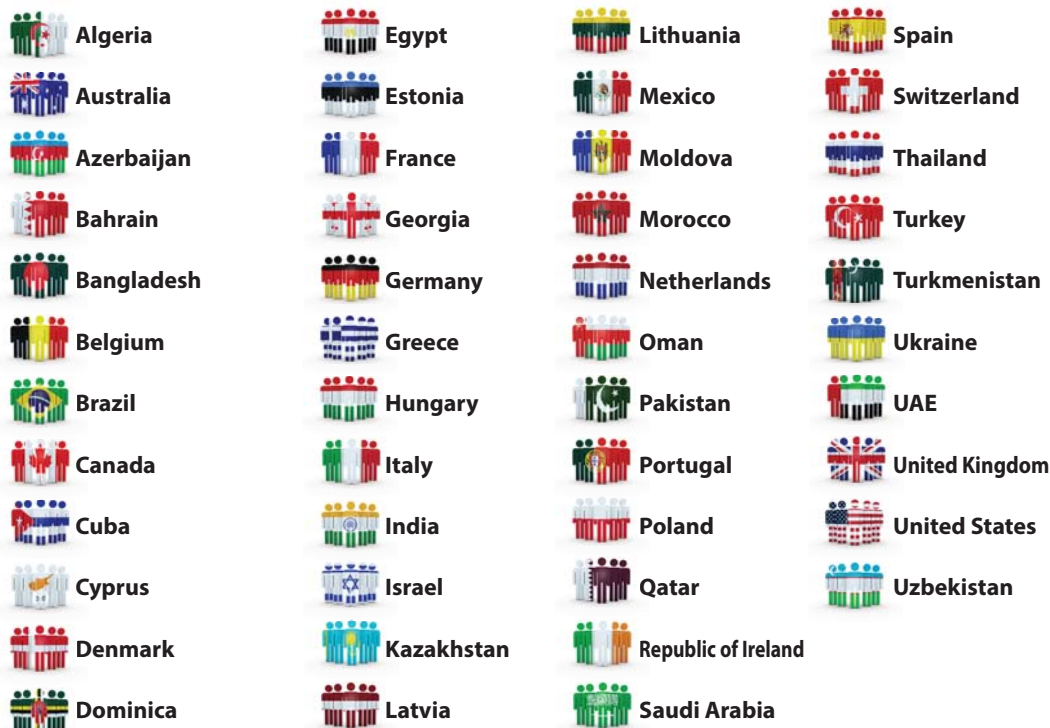 Algeria
Australia
Azerbaijan
Bahrain
Bangladesh
Belgium
Brazil
Canada
Cuba
Cyprus
Denmark
Dominica
Egypt
Estonia
France
Georgia
Germany
Greece
Hungary
Italy
India
Israel
Kazakhstan
Latvia
Lithuania
Mexico
Moldova
Morocco
Netherlands
Oman
Pakistan
Portugal
Poland
Qatar
Republic of Ireland
Saudi Arabia
Spain
Switzerland
Thailand
Turkey
Turkmenistan
Ukraine
UAE
United Kingdom
United States
Uzbekistan